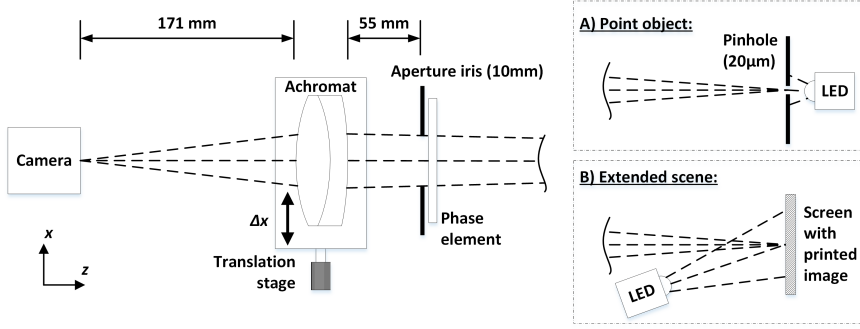 171 mm
55 mm
Aperture iris (10mm)
Achromat
Camera
Δx
Phase
element
Translation
stage
x
z
A) Point object:
Pinhole
(20μm)
LED
B) Extended scene:
Screen
with
printed
image
LED